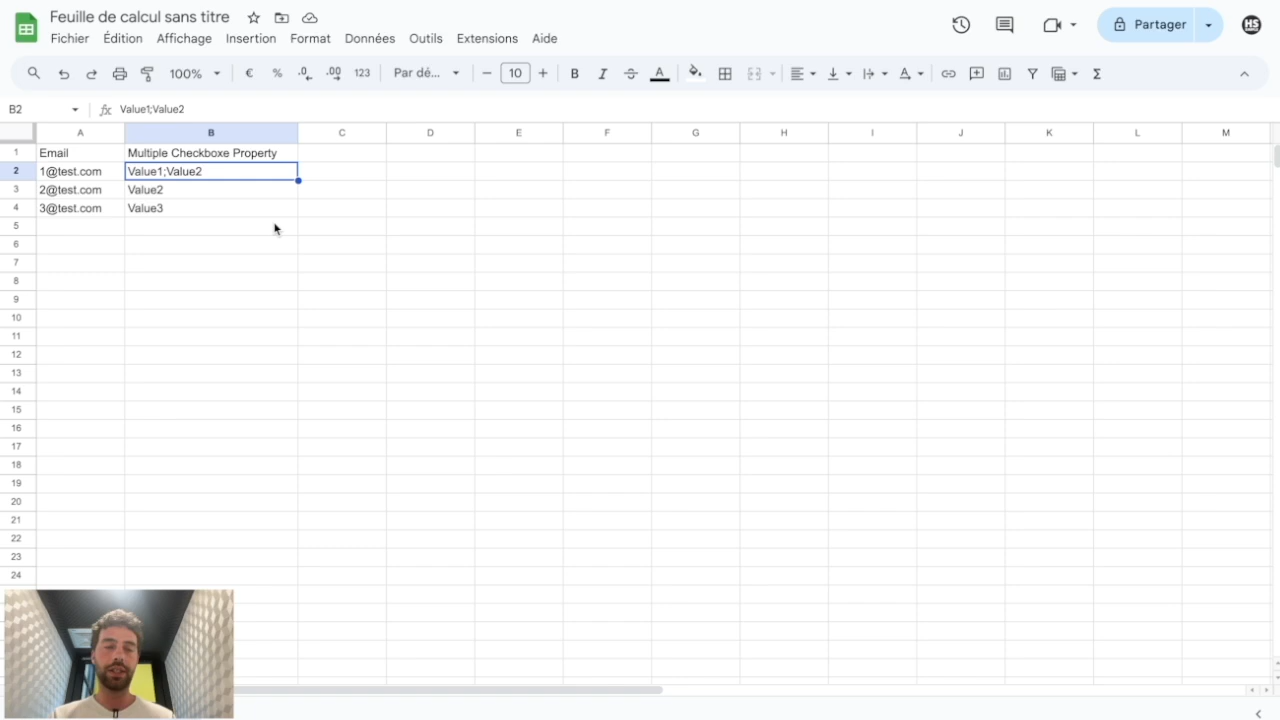 Feuille de calcul sans titre
Fichier Édition Affichage Insertion Format Données Outils Extensions Aide
Partager
100% € % .0 .00 123 Par dé... 10 B I S A A Σ
B2 fx Value1;Value2
A B C D E F G H I J K L M
1 Email Multiple Checkboxe Property
2 1@test.com Value1;Value2
3 2@test.com Value2
4 3@test.com Value3
5
6
7
8
9
10
11
12
13
14
15
16
17
18
19
20
21
22
23
24